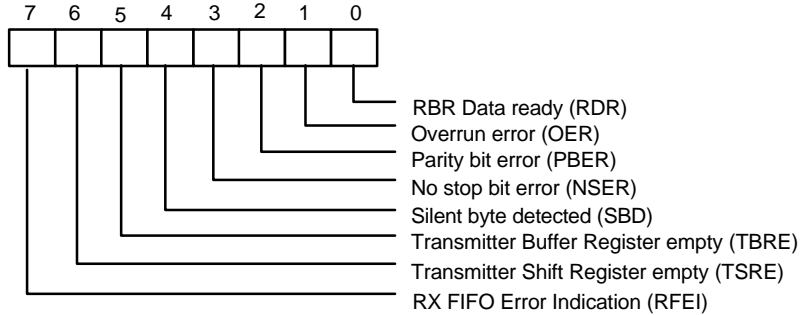 7 6 5 4 3 2 1 0
RBR Data ready (RDR)
Overrun error (OER)
Parity bit error (PBER)
No stop bit error (NSER)
Silent byte detected (SBD)
Transmitter Buffer Register empty (TBRE)
Transmitter Shift Register empty (TSRE)
RX FIFO Error Indication (RFEI)